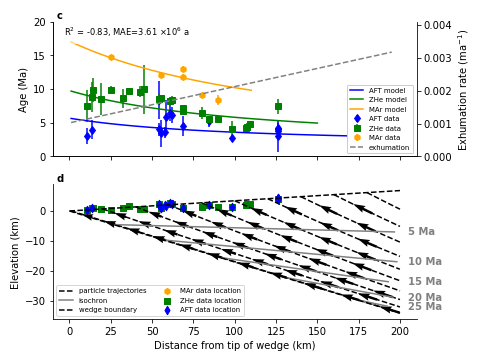 c
R² = -0.83, MAE=3.61 ×10⁶ a
20
15
10
5
0
Age (Ma)
0.004
0.003
0.002
0.001
0.000
Exhumation rate (ma⁻¹)
AFT model
ZHe model
MAr model
AFT data
ZHe data
MAr data
exhumation
d
0
−10
−20
−30
Elevation (km)
5 Ma
10 Ma
15 Ma
20 Ma
25 Ma
particle trajectories
isochron
wedge boundary
MAr data location
ZHe data location
AFT data location
0 25 50 75 100 125 150 175 200
Distance from tip of wedge (km)